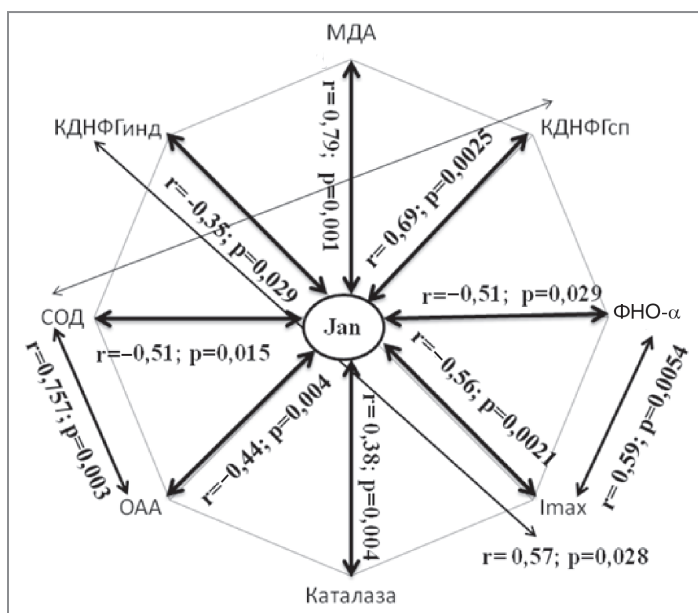 МДА
КДНФГинд
КДНФГсп
r=0,79; p=0,001
r= 0,69; p=0,0025
r= -0,35; p=0,029
r=−0,51; p=0,029
ФНО-α
СОД
Jan
r=−0,51; p=0,015
r=−0,56; p=0,0021
r=−0,44; p=0,004
r= 0,38; p=0,004
r=0,757; p=0,003
r= 0,59; p=0,0054
ОАА
Imax
r= 0,57; p=0,028
Каталаза